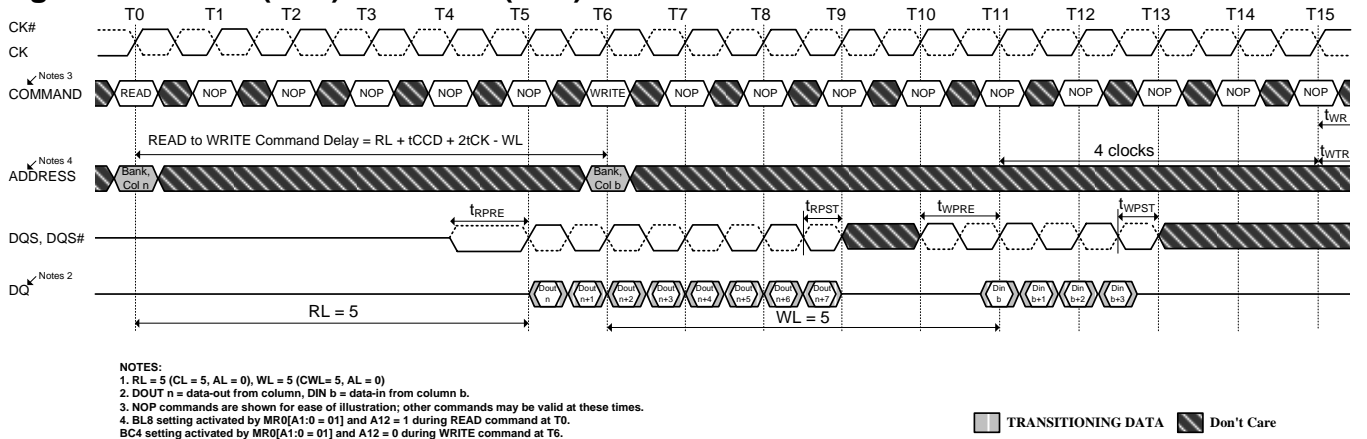 T0 T1 T2 T3 T4 T5 T6 T7 T8 T9 T10 T11 T12 T13 T14 T15
CK#
CK
Notes 3
COMMAND
READ NOP NOP NOP NOP NOP WRITE NOP NOP NOP NOP NOP NOP NOP NOP NOP
tWR
READ to WRITE Command Delay = RL + tCCD + 2tCK - WL
4 clocks
tWTR
Notes 4
ADDRESS
Bank, Col n
Bank, Col b
tRPRE
tRPST
tWPRE
tWPST
DQS, DQS#
Notes 2
DQ
Dout n Dout n+1 Dout n+2 Dout n+3 Dout n+4 Dout n+5 Dout n+6 Dout n+7 Din b Din b+1 Din b+2 Din b+3
RL = 5
WL = 5
NOTES:
1. RL = 5 (CL = 5, AL = 0), WL = 5 (CWL= 5, AL = 0)
2. DOUT n = data-out from column, DIN b = data-in from column b.
3. NOP commands are shown for ease of illustration; other commands may be valid at these times.
4. BL8 setting activated by MR0[A1:0 = 01] and A12 = 1 during READ command at T0.
BC4 setting activated by MR0[A1:0 = 01] and A12 = 0 during WRITE command at T6.
TRANSITIONING DATA
Don't Care